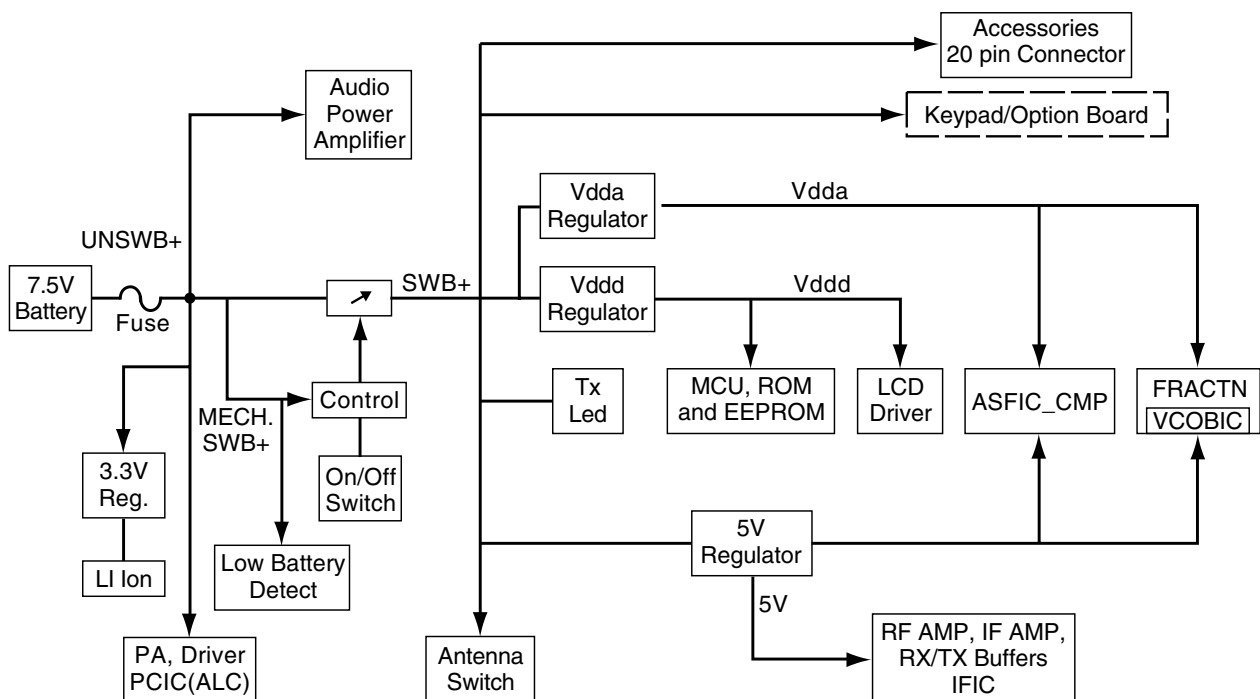 Accessories
20 pin Connector
Audio
Power
Amplifier
Keypad/Option Board
Vdda
Regulator
Vdda
UNSWB+
7.5V
Battery
Fuse
SWB+
Vddd
Regulator
Vddd
MECH.
SWB+
Control
Tx
Led
MCU, ROM
and EEPROM
LCD
Driver
ASFIC_CMP
FRACTN
VCOBIC
3.3V
Reg.
On/Off
Switch
5V
Regulator
LI Ion
Low Battery
Detect
5V
PA, Driver
PCIC(ALC)
Antenna
Switch
RF AMP, IF AMP,
RX/TX Buffers
IFIC